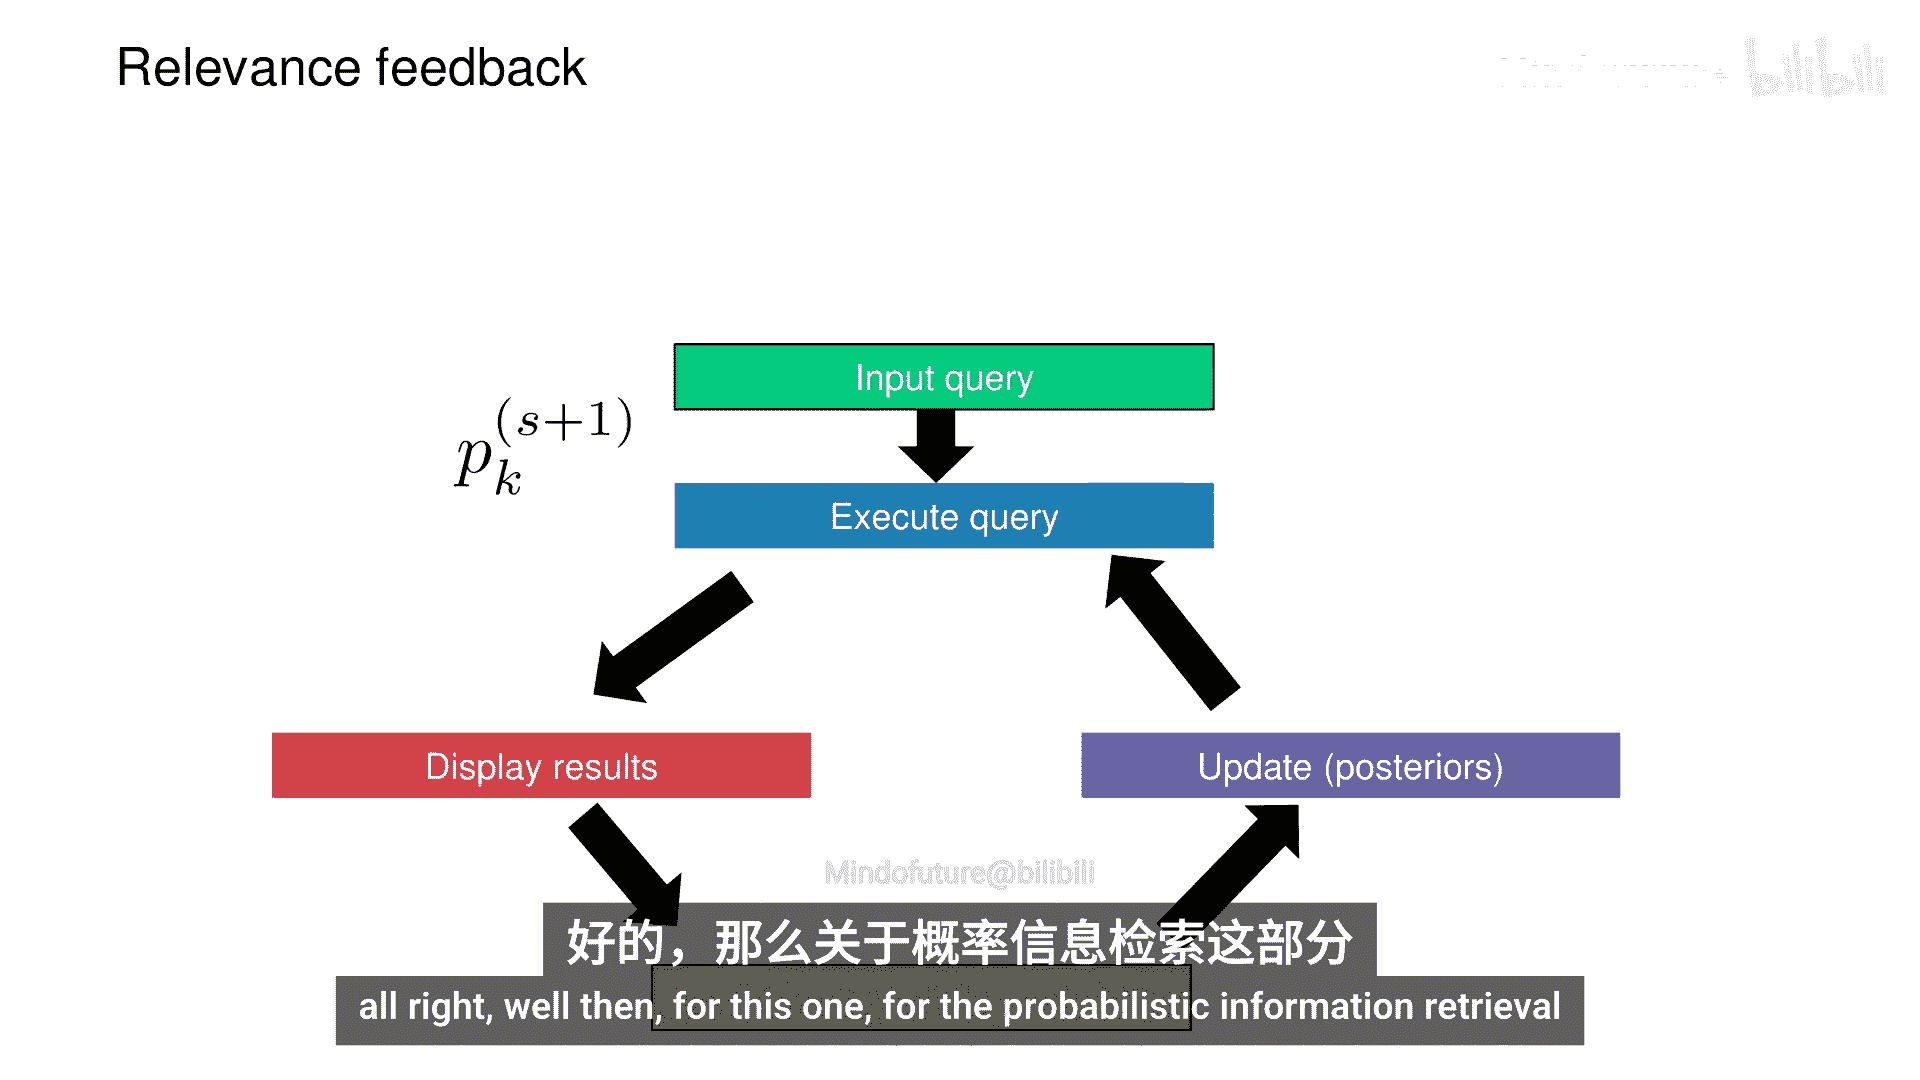 Relevance feedback
bilibili
Input query
p_k^{(s+1)}
Execute query
Display results
Update (posteriors)
Mindofuture@bilibili
好的，那么关于概率信息检索这部分
all right, well then, for this one, for the probabilistic information retrieval